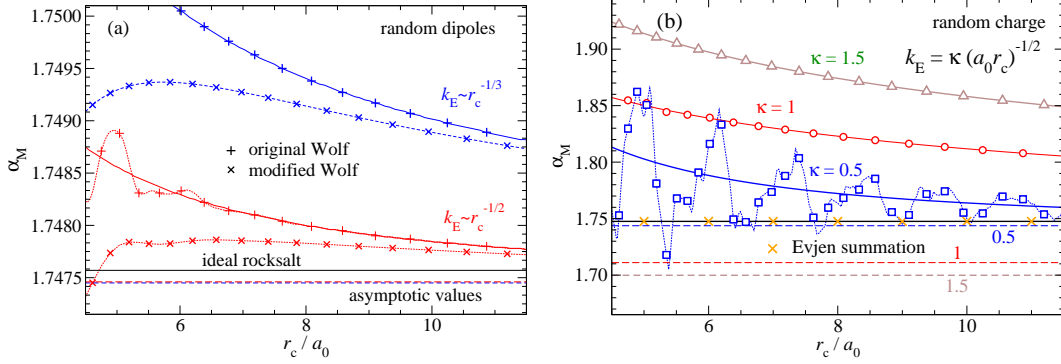 (a)
random dipoles
1.7500
1.7495
1.7490
1.7485
1.7480
1.7475
α_M
k_E~r_c^{-1/3}
+ original Wolf
× modified Wolf
k_E~r_c^{-1/2}
ideal rocksalt
asymptotic values
6
8
10
r_c / a_0
(b)
random charge
1.90
1.85
1.80
1.75
1.70
α_M
κ = 1.5
k_E = κ (a_0 r_c)^{-1/2}
κ = 1
κ = 0.5
0.5
× Evjen summation
1
1.5
6
8
10
r_c / a_0